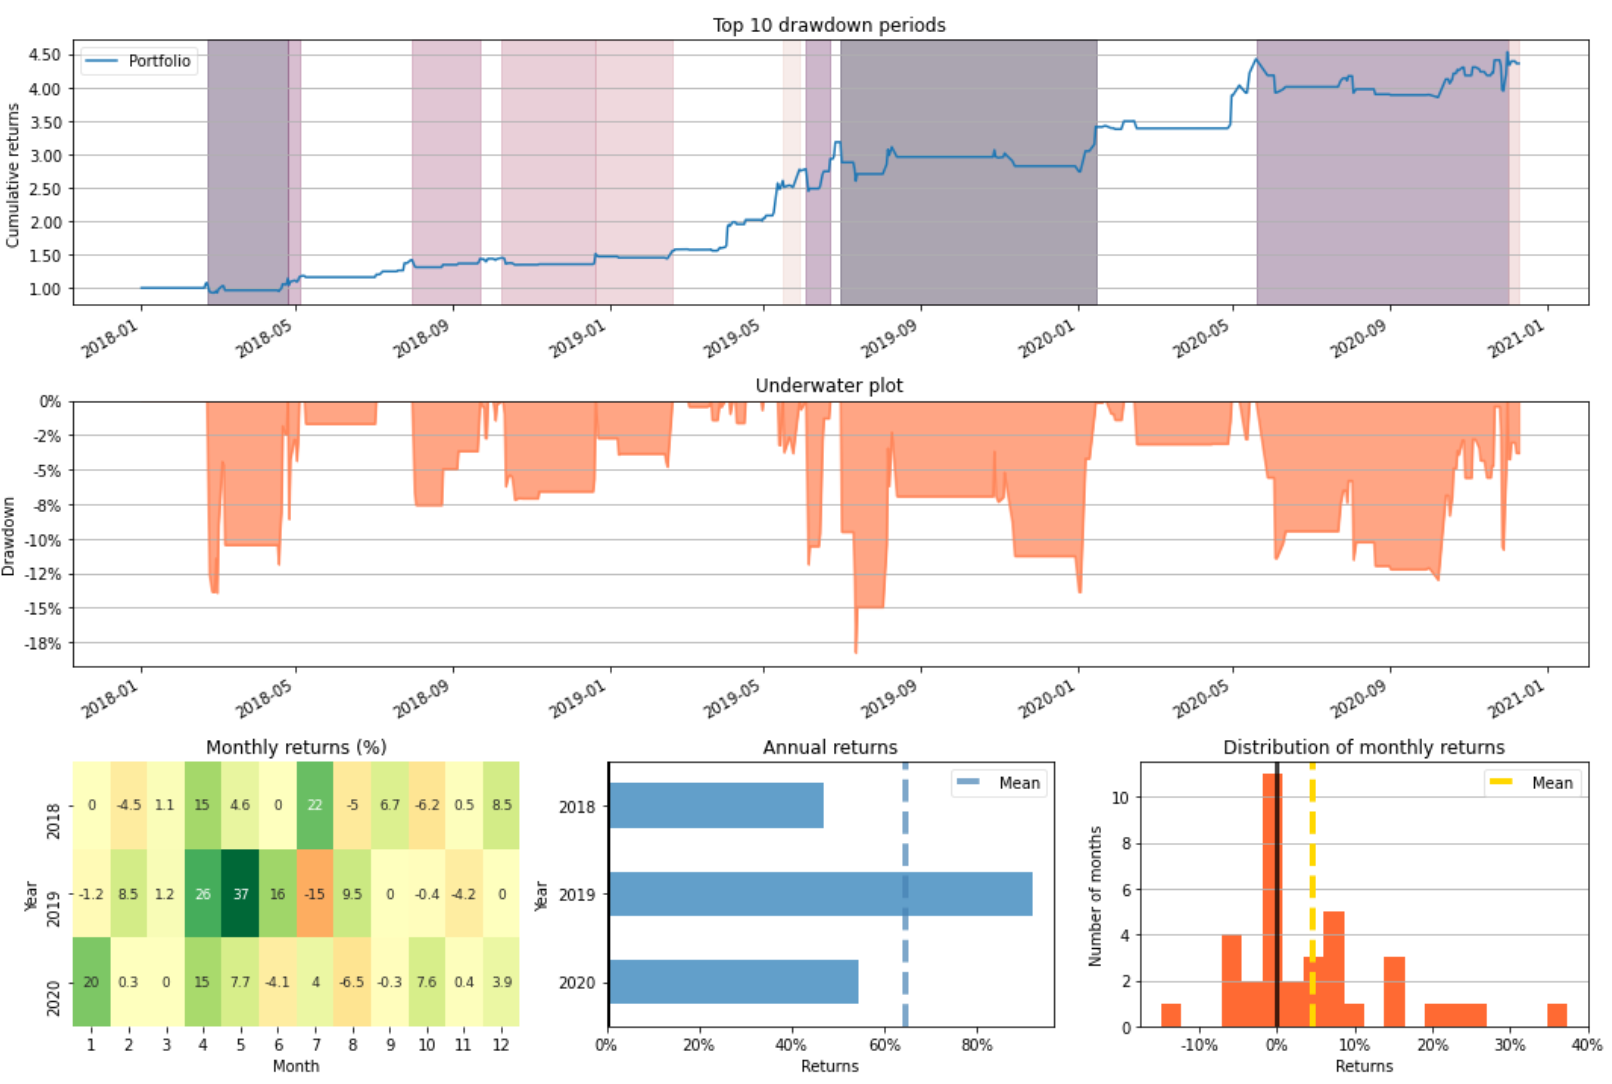 Top 10 drawdown periods
Cumulative returns
4.50
4.00
3.50
3.00
2.50
2.00
1.50
1.00
Portfolio
2018-01
2018-05
2018-09
2019-01
2019-05
2019-09
2020-01
2020-05
2020-09
2021-01
Underwater plot
Drawdown
0%
-2%
-5%
-8%
-10%
-12%
-15%
-18%
2018-01
2018-05
2018-09
2019-01
2019-05
2019-09
2020-01
2020-05
2020-09
2021-01
Monthly returns (%)
Year
2018 0 -4.5 1.1 15 4.6 0 22 -5 6.7 -6.2 0.5 8.5
2019 -1.2 8.5 1.2 26 37 16 -15 9.5 0 -0.4 -4.2 0
2020 20 0.3 0 15 7.7 -4.1 4 -6.5 -0.3 7.6 0.4 3.9
1 2 3 4 5 6 7 8 9 10 11 12
Month
Annual returns
Mean
Year
2018
2019
2020
0% 20% 40% 60% 80%
Returns
Distribution of monthly returns
Mean
Number of months
10
8
6
4
2
0
-10% 0% 10% 20% 30% 40%
Returns